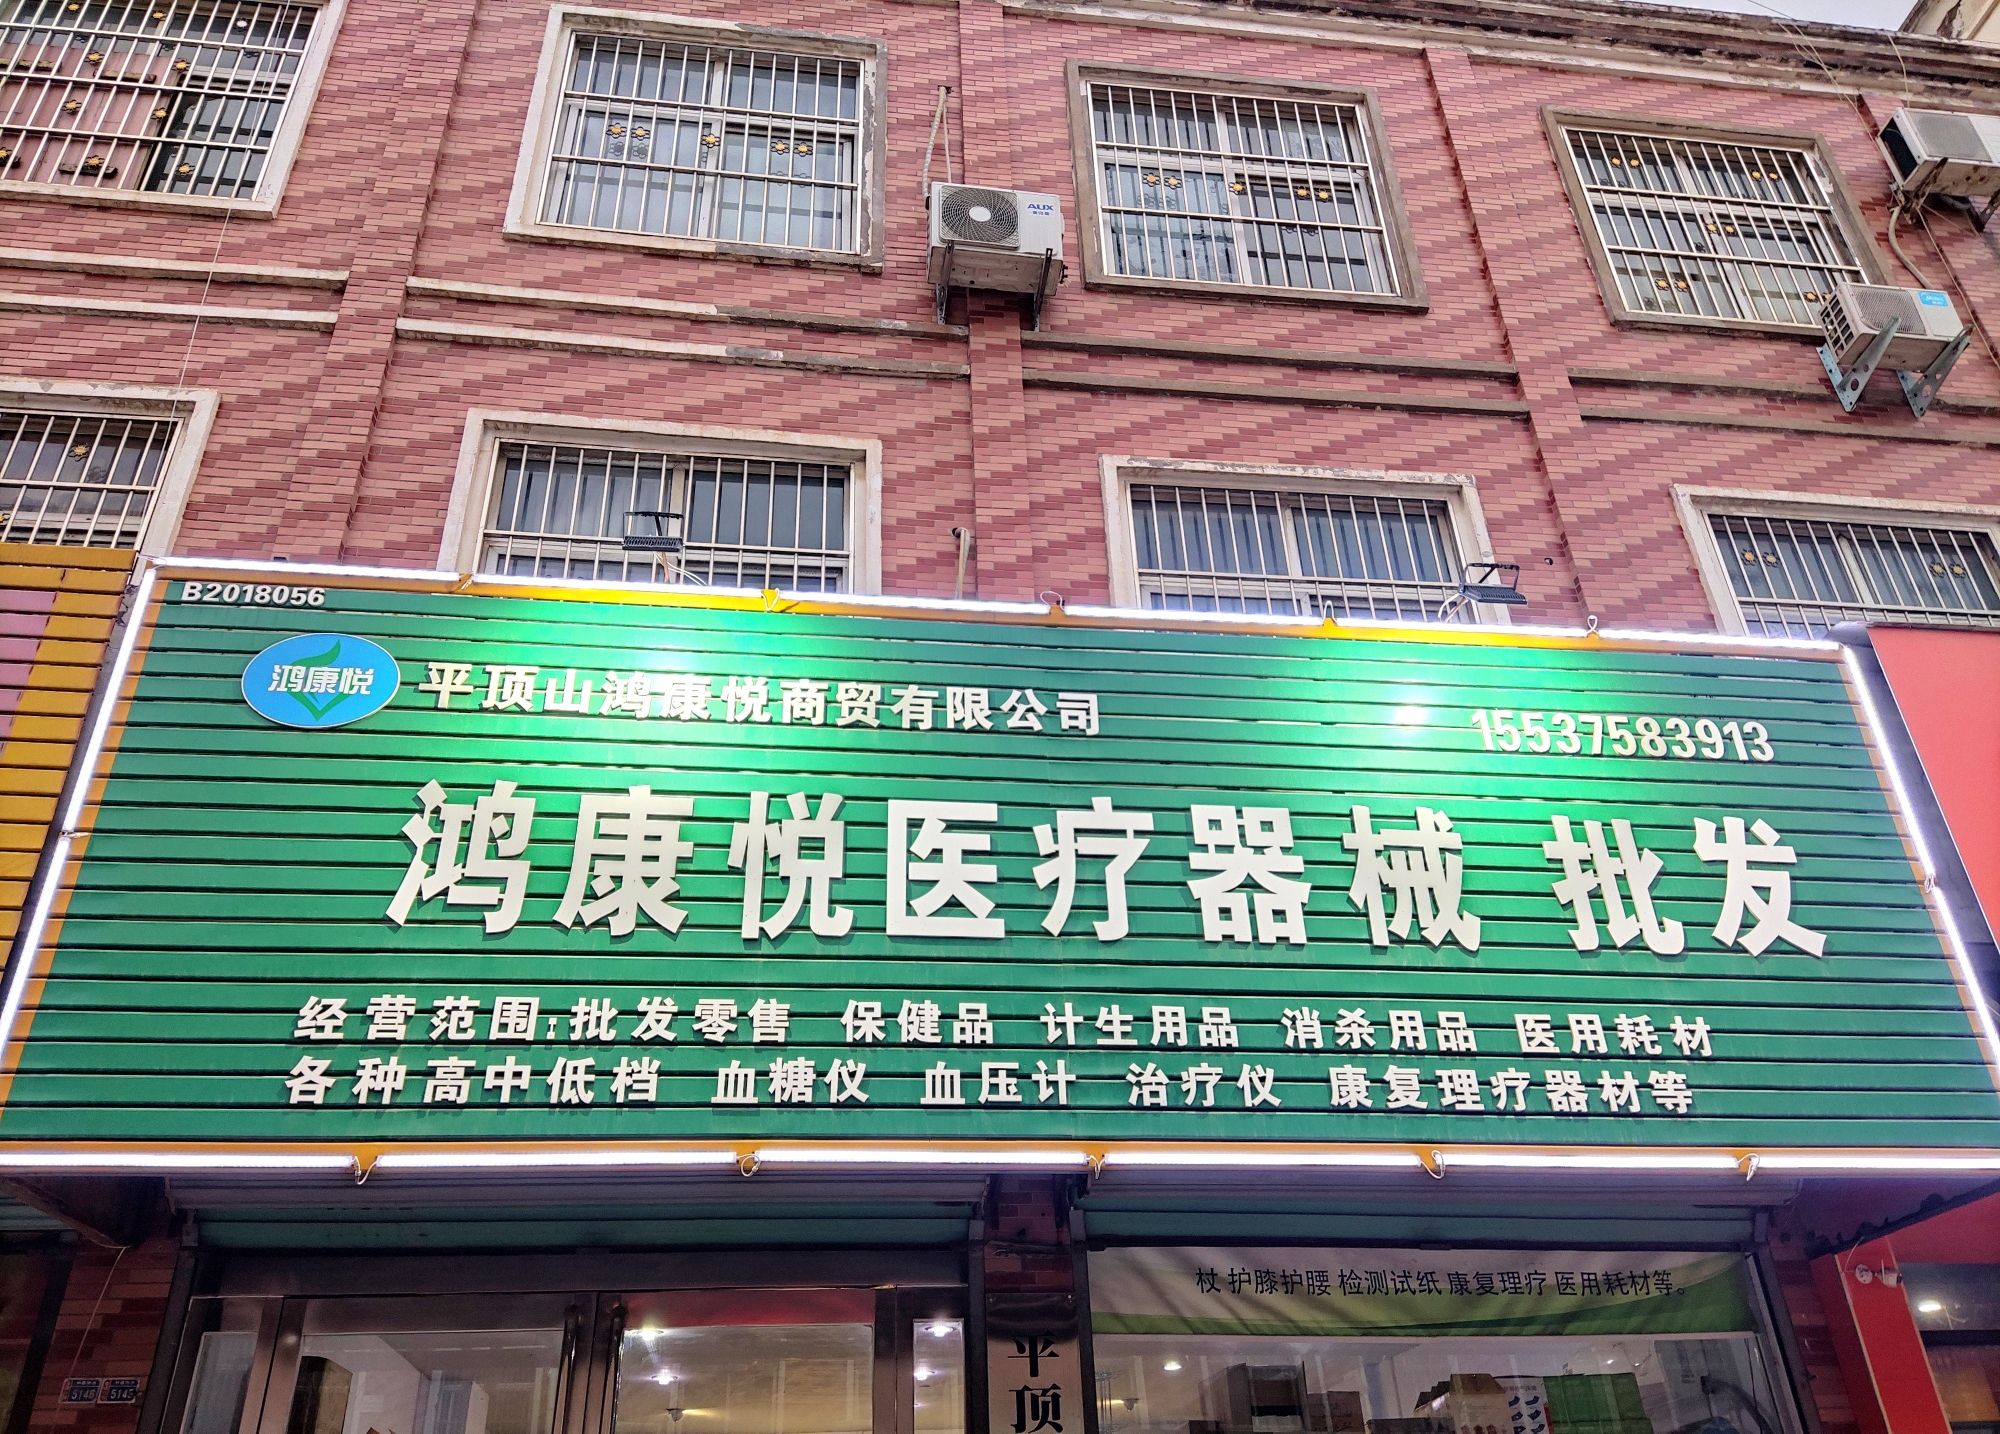 AUX
B2018056
鸿康悦
平顶山鸿康悦商贸有限公司
15537583913
鸿康悦医疗器械 批发
经营范围:批发零售 保健品 计生用品 消杀用品 医用耗材
各种高中低档 血糖仪 血压计 治疗仪 康复理疗器材等
杖 护膝护腰 检测试纸 康复理疗 医用耗材等。
平顶
5146
5145